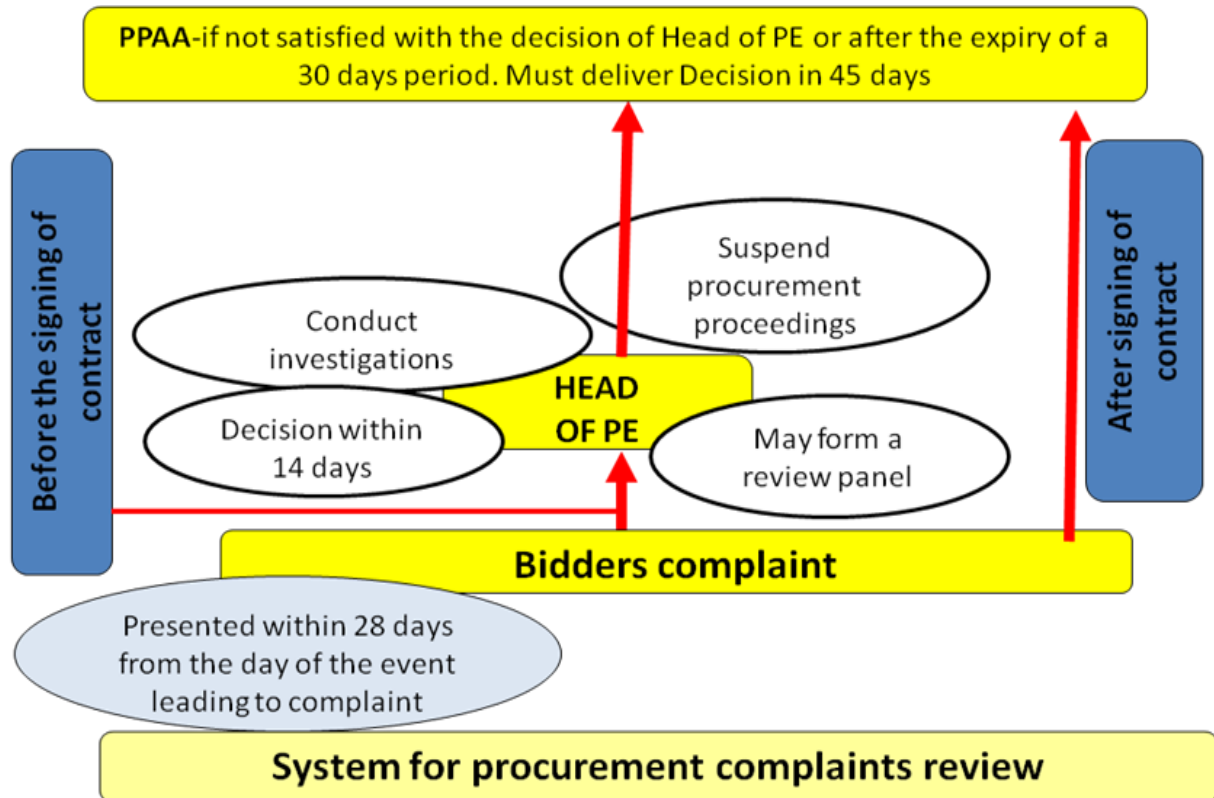 PPAA-if not satisfied with the decision of Head of PE or after the expiry of a
30 days period. Must deliver Decision in 45 days
Before the signing of
contract
After signing of
contract
Suspend
procurement
proceedings
Conduct
investigations
HEAD
OF PE
Decision within
14 days
May form a
review panel
Bidders complaint
Presented within 28 days
from the day of the event
leading to complaint
System for procurement complaints review